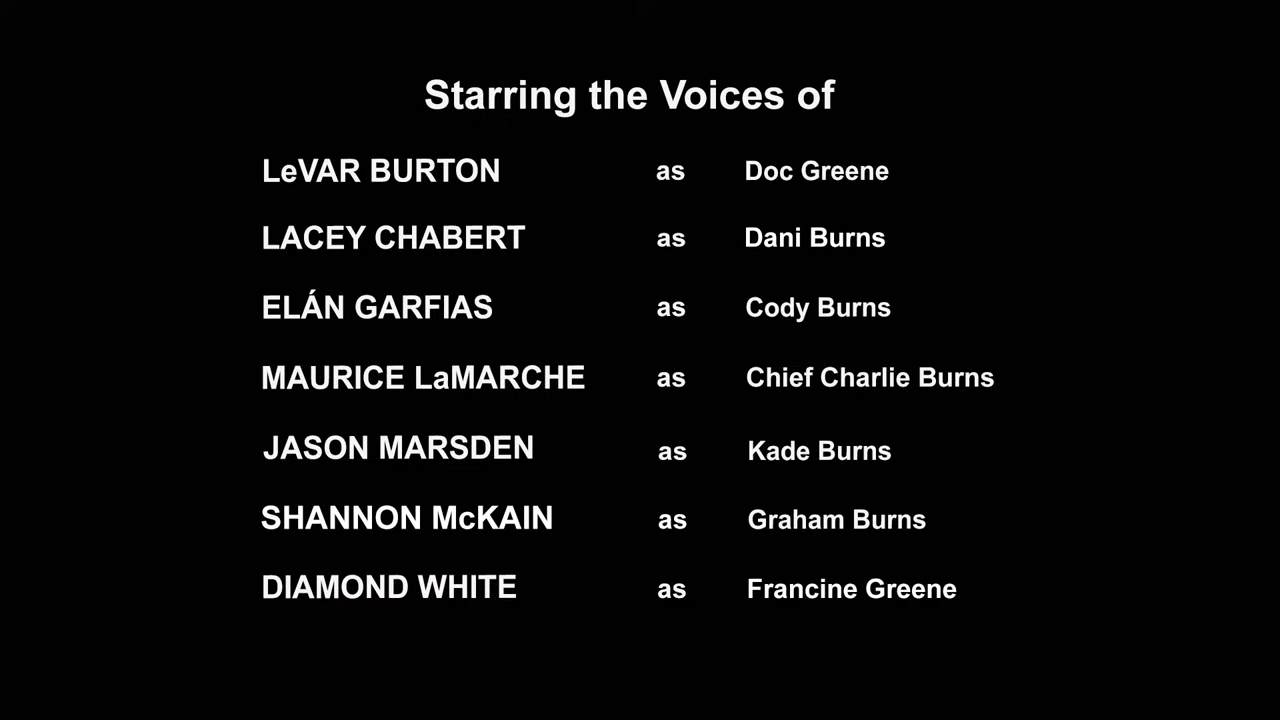 Starring the Voices of
LeVAR BURTON as Doc Greene
LACEY CHABERT as Dani Burns
ELÁN GARFIAS as Cody Burns
MAURICE LaMARCHE as Chief Charlie Burns
JASON MARSDEN as Kade Burns
SHANNON McKAIN as Graham Burns
DIAMOND WHITE as Francine Greene